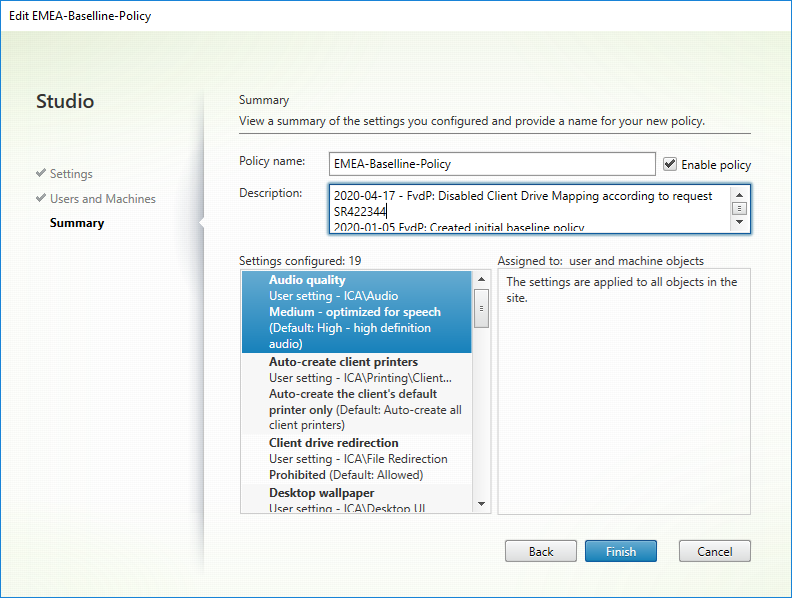 Edit EMEA-Baselline-Policy
Studio
Settings
Users and Machines
Summary
Summary
View a summary of the settings you configured and provide a name for your new policy.
Policy name:
EMEA-Baselline-Policy
Enable policy
Description:
2020-04-17 - FvdP: Disabled Client Drive Mapping according to request
SR422344
2020-01-05 FvdP: Created initial baseline policy
Settings configured: 19
Audio quality
User setting - ICA\Audio
Medium - optimized for speech
(Default: High - high definition
audio)
Auto-create client printers
User setting - ICA\Printing\Client...
Auto-create the client's default
printer only (Default: Auto-create all
client printers)
Client drive redirection
User setting - ICA\File Redirection
Prohibited (Default: Allowed)
Desktop wallpaper
User setting - ICA\Desktop UI
Assigned to: user and machine objects
The settings are applied to all objects in the
site.
Back
Finish
Cancel